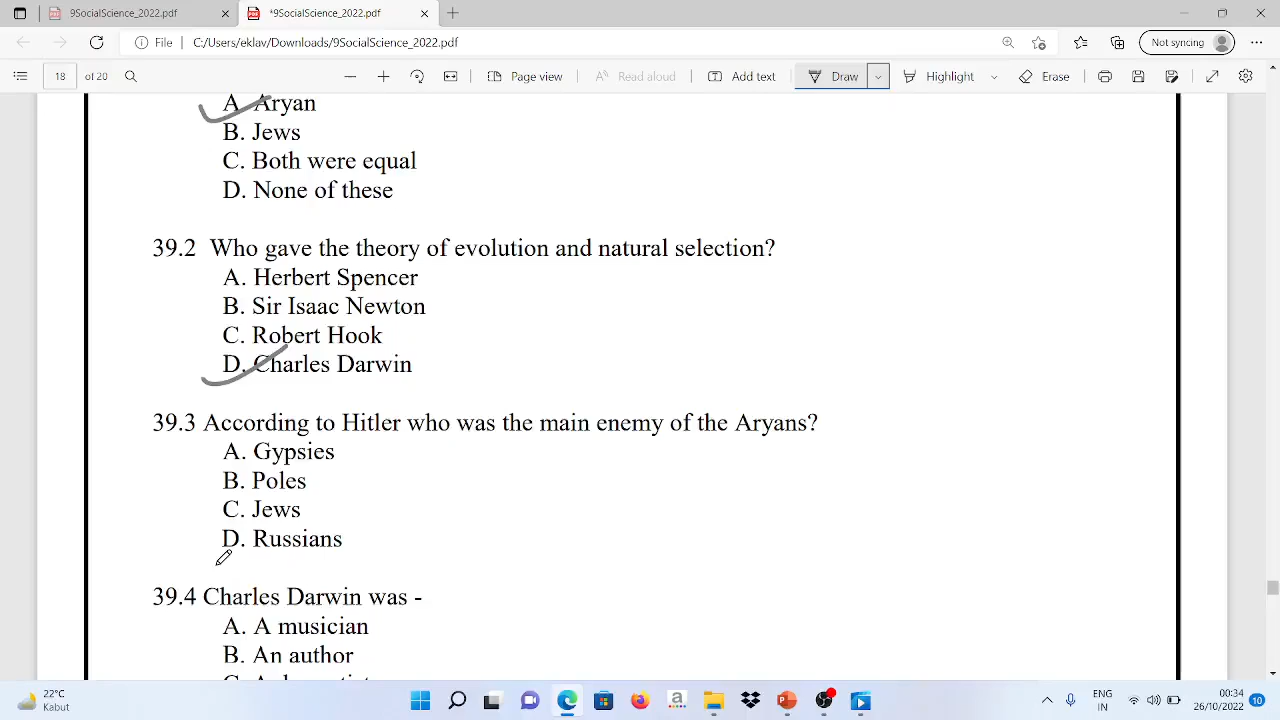 9SocialScience_2022.pdf
*9SocialScience_2022.pdf
File | C:/Users/eklav/Downloads/9SocialScience_2022.pdf
Not syncing
18 of 20
Page view
Read aloud
Add text
Draw
Highlight
Erase
A. Aryan
B. Jews
C. Both were equal
D. None of these
39.2 Who gave the theory of evolution and natural selection?
A. Herbert Spencer
B. Sir Isaac Newton
C. Robert Hook
D. Charles Darwin
39.3 According to Hitler who was the main enemy of the Aryans?
A. Gypsies
B. Poles
C. Jews
D. Russians
39.4 Charles Darwin was -
A. A musician
B. An author
22°C
Kabut
ENG
IN
00:34
26/10/2022
10